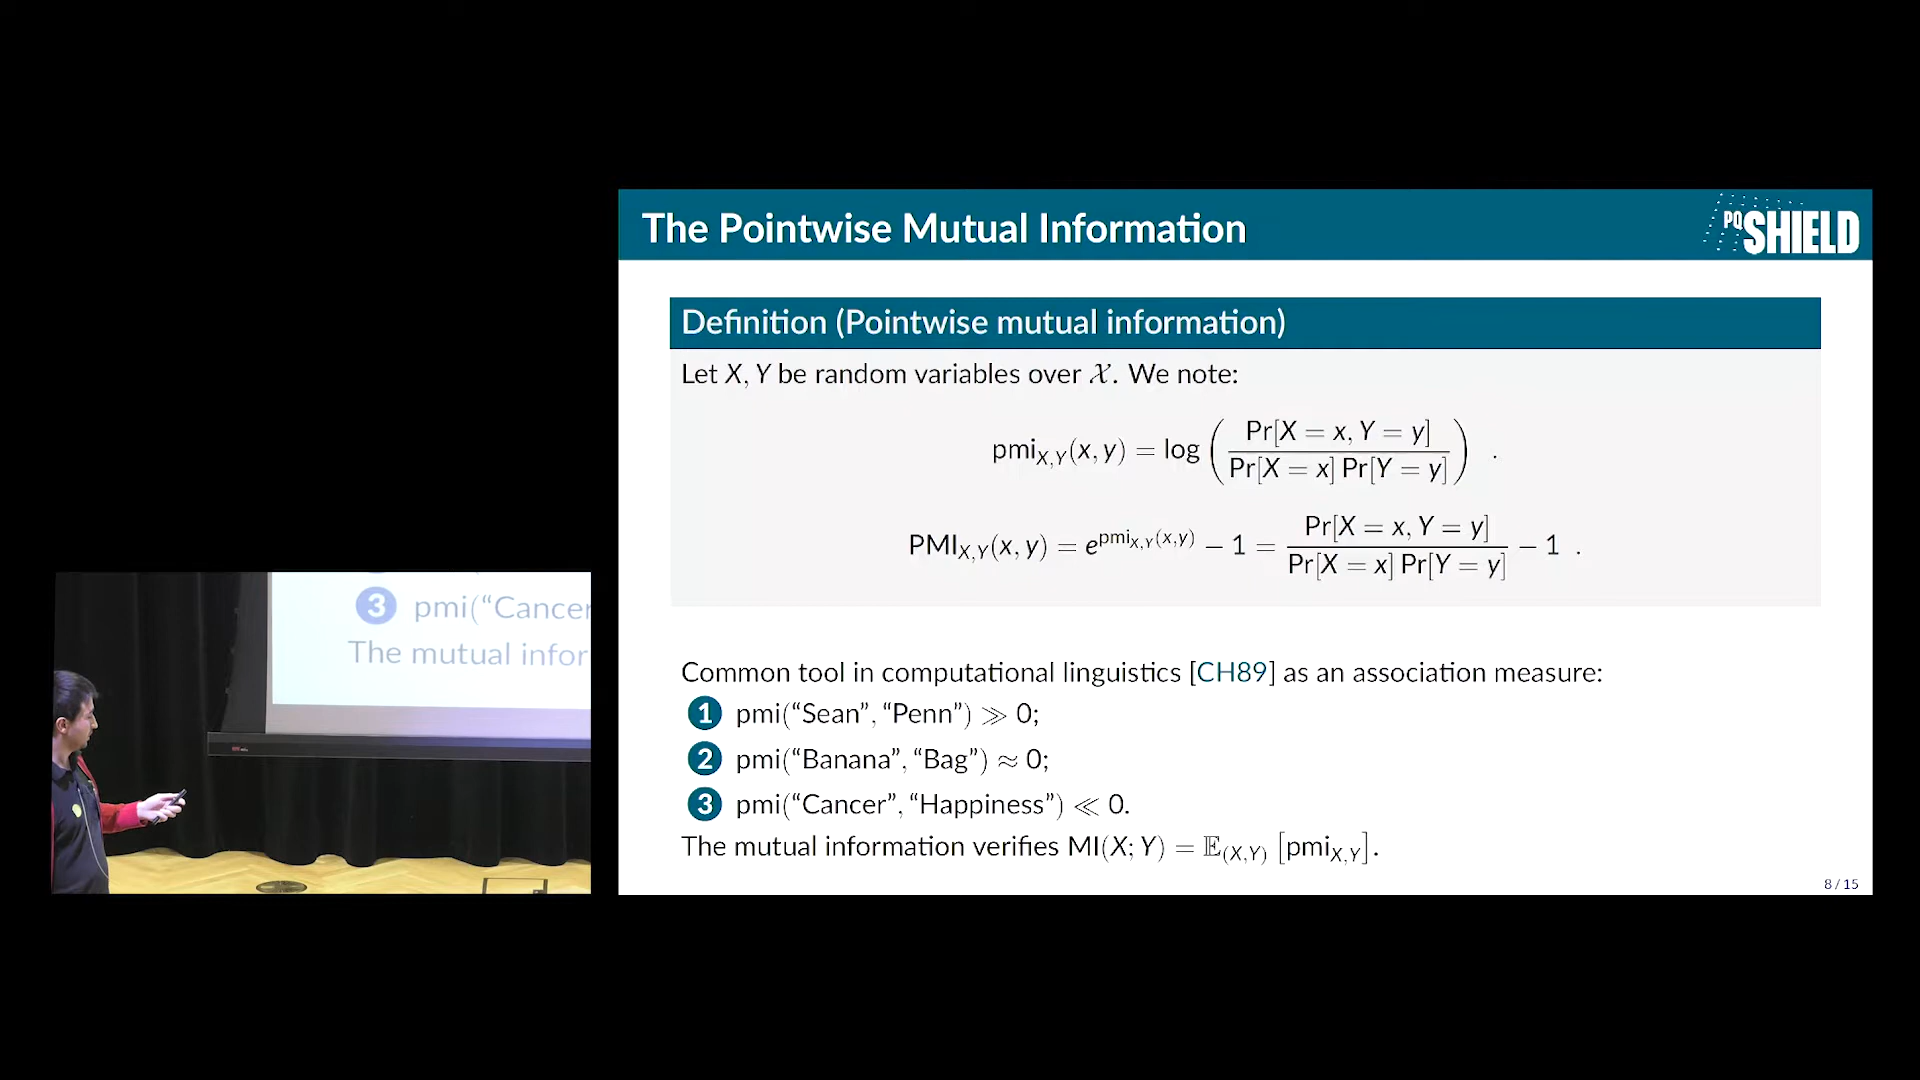 The Pointwise Mutual Information
PQ SHIELD
Definition (Pointwise mutual information)
Let X, Y be random variables over 𝒳. We note:
pmi_{X,Y}(x, y) = log ( Pr[X = x, Y = y] / Pr[X = x] Pr[Y = y] ) .
PMI_{X,Y}(x, y) = e^{pmi_{X,Y}(x,y)} − 1 = Pr[X = x, Y = y] / Pr[X = x] Pr[Y = y] − 1 .
Common tool in computational linguistics [CH89] as an association measure:
1 pmi(“Sean”, “Penn”) ≫ 0;
2 pmi(“Banana”, “Bag”) ≈ 0;
3 pmi(“Cancer”, “Happiness”) ≪ 0.
The mutual information verifies MI(X; Y) = 𝔼_{(X,Y)} [pmi_{X,Y}].
8 / 15
3 pmi(“Cancer
The mutual infor